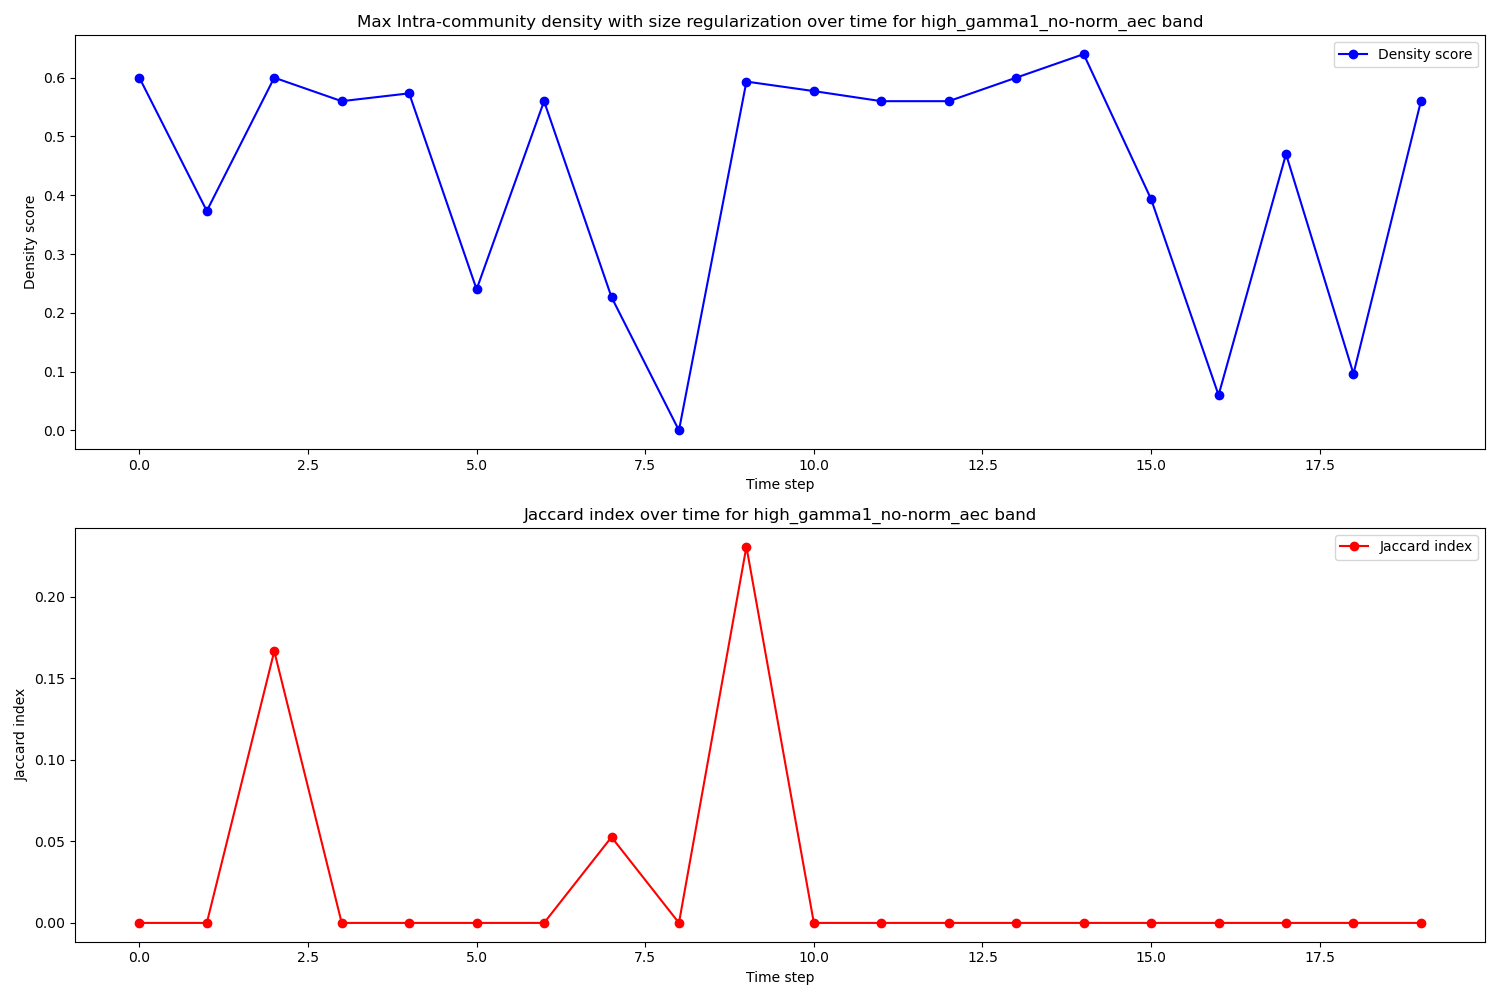 Max Intra-community density with size regularization over time for high_gamma1_no-norm_aec band
Density score
0.6
0.5
0.4
0.3
0.2
0.1
0.0
Density score
0.0 2.5 5.0 7.5 10.0 12.5 15.0 17.5
Time step
Jaccard index over time for high_gamma1_no-norm_aec band
Jaccard index
0.20
0.15
0.10
0.05
0.00
Jaccard index
0.0 2.5 5.0 7.5 10.0 12.5 15.0 17.5
Time step